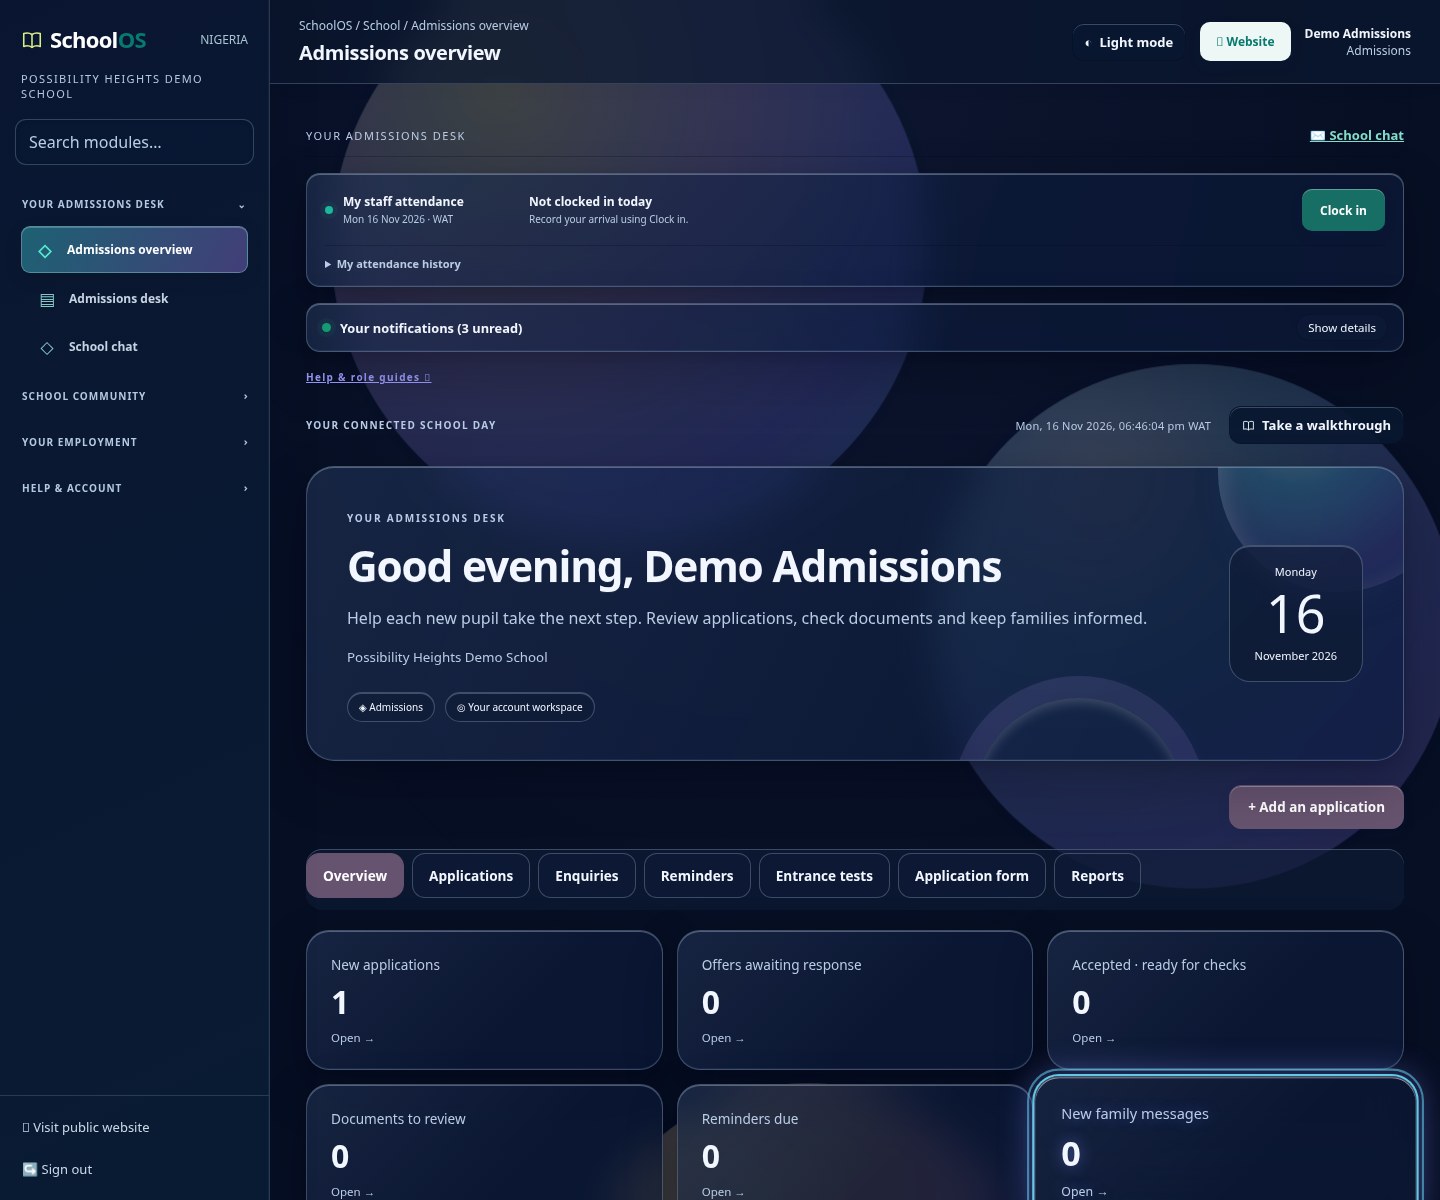 SchoolOS
NIGERIA
POSSIBILITY HEIGHTS DEMO
SCHOOL
Search modules...
YOUR ADMISSIONS DESK
Admissions overview
Admissions desk
School chat
SCHOOL COMMUNITY
YOUR EMPLOYMENT
HELP & ACCOUNT
Visit public website
Sign out
SchoolOS / School / Admissions overview
Admissions overview
Light mode
Website
Demo Admissions
Admissions
YOUR ADMISSIONS DESK
School chat
My staff attendance
Mon 16 Nov 2026 · WAT
Not clocked in today
Record your arrival using Clock in.
Clock in
My attendance history
Your notifications (3 unread)
Show details
Help & role guides
YOUR CONNECTED SCHOOL DAY
Mon, 16 Nov 2026, 06:46:04 pm WAT
Take a walkthrough
YOUR ADMISSIONS DESK
Good evening, Demo Admissions
Help each new pupil take the next step. Review applications, check documents and keep families informed.
Possibility Heights Demo School
◈ Admissions
◎ Your account workspace
Monday
16
November 2026
+ Add an application
Overview
Applications
Enquiries
Reminders
Entrance tests
Application form
Reports
New applications
1
Open →
Offers awaiting response
0
Open →
Accepted · ready for checks
0
Open →
Documents to review
0
Open →
Reminders due
0
Open →
New family messages
0
Open →